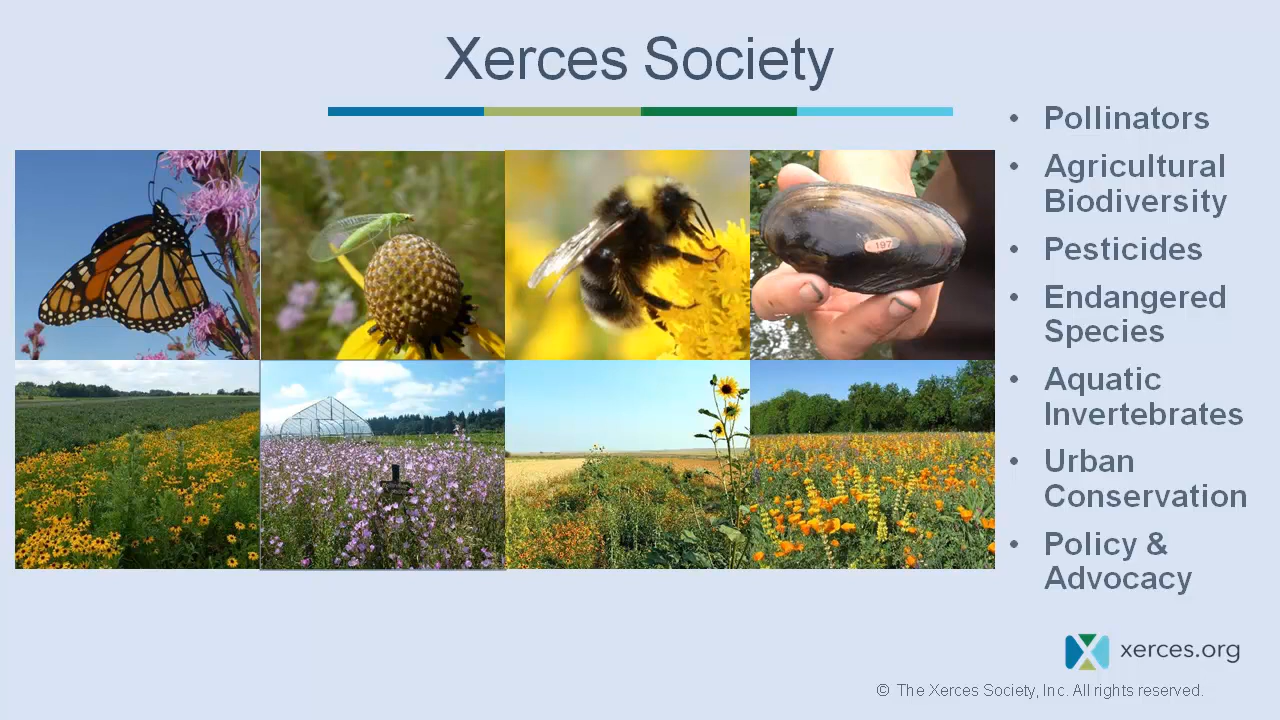 Xerces Society
• Pollinators
• Agricultural
Biodiversity
• Pesticides
• Endangered
Species
• Aquatic
Invertebrates
• Urban
Conservation
• Policy &
Advocacy
197
xerces.org
© The Xerces Society, Inc. All rights reserved.